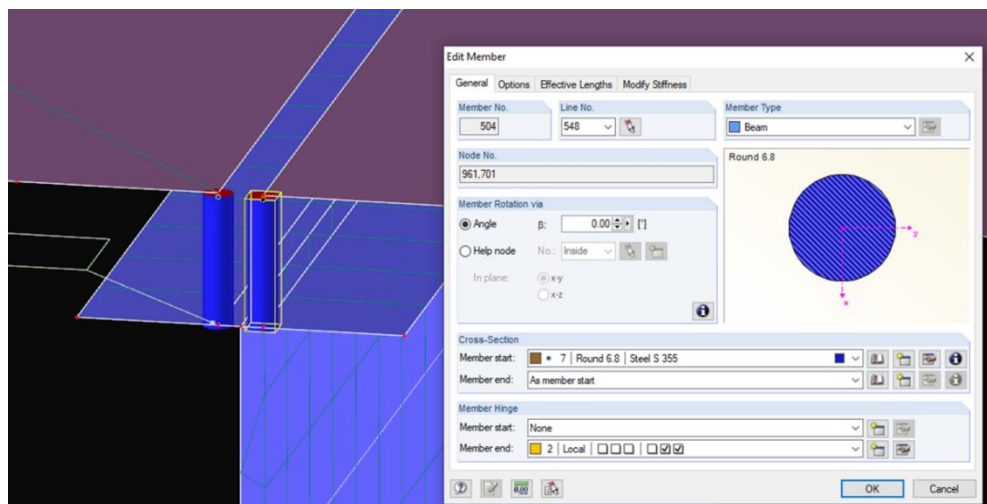 Edit Member
General Options Effective Lengths Modify Stiffness
Member No. Line No. Member Type
504 548 Beam
Node No. Round 6.8
961,701
Member Rotation via
Angle β: 0.00 [°]
Help node No.: Inside
In plane: x-y
x-z
y
z
Cross-Section
Member start: 7 | Round 6.8 | Steel S 355
Member end: As member start
Member Hinge
Member start: None
Member end: 2 | Local |
0,00
OK Cancel